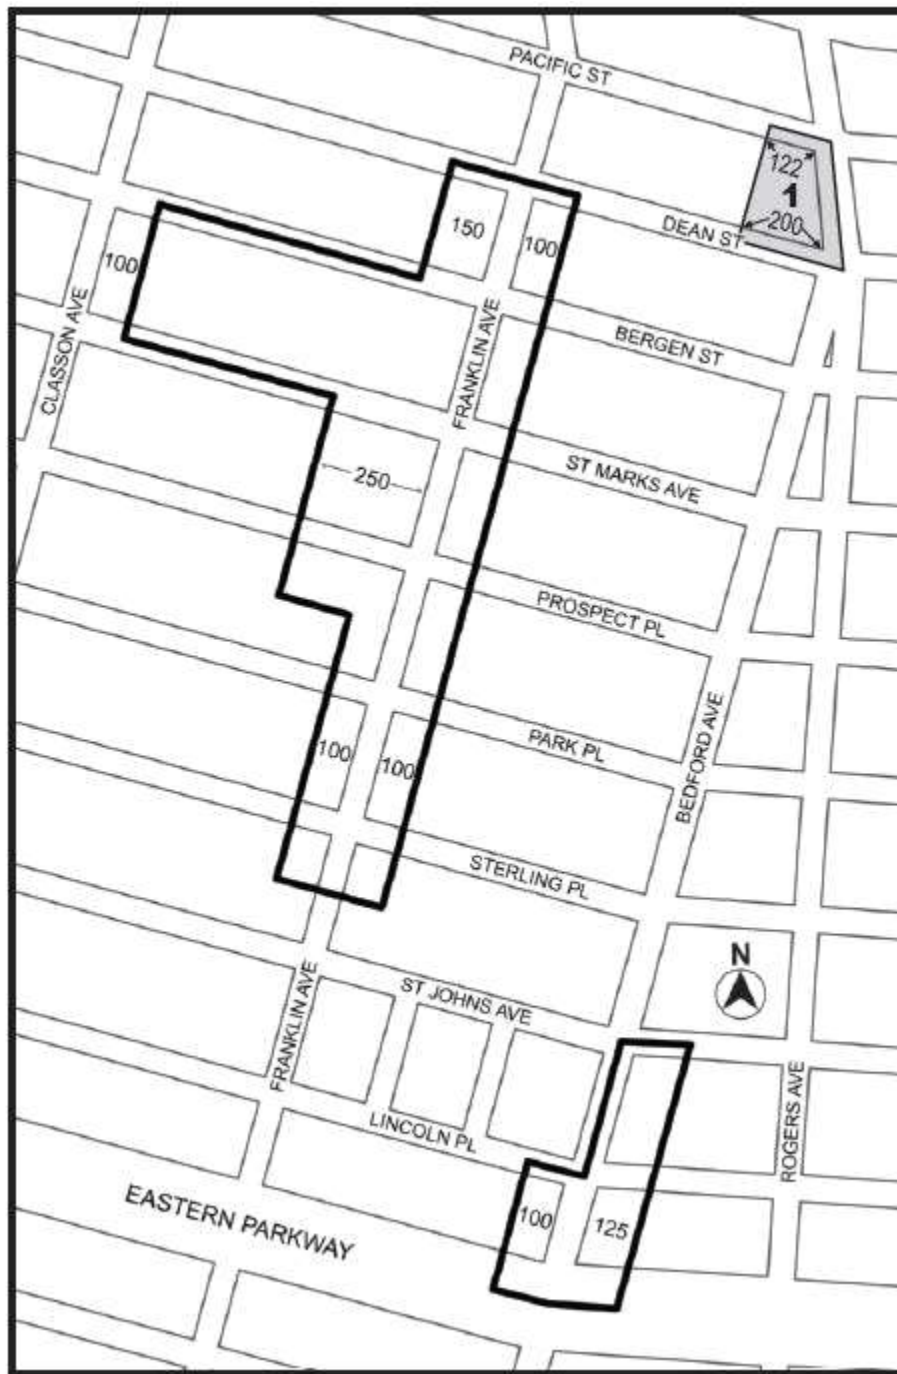 PACIFIC ST
122
1
200
150
DEAN ST
100
100
CLASSON AVE
FRANKLIN AVE
BERGEN ST
ST MARKS AVE
250
PROSPECT PL
BEDFORD AVE
PARK PL
100
100
STERLING PL
N
ST JOHNS AVE
FRANKLIN AVE
ROGERS AVE
LINCOLN PL
EASTERN PARKWAY
100
125